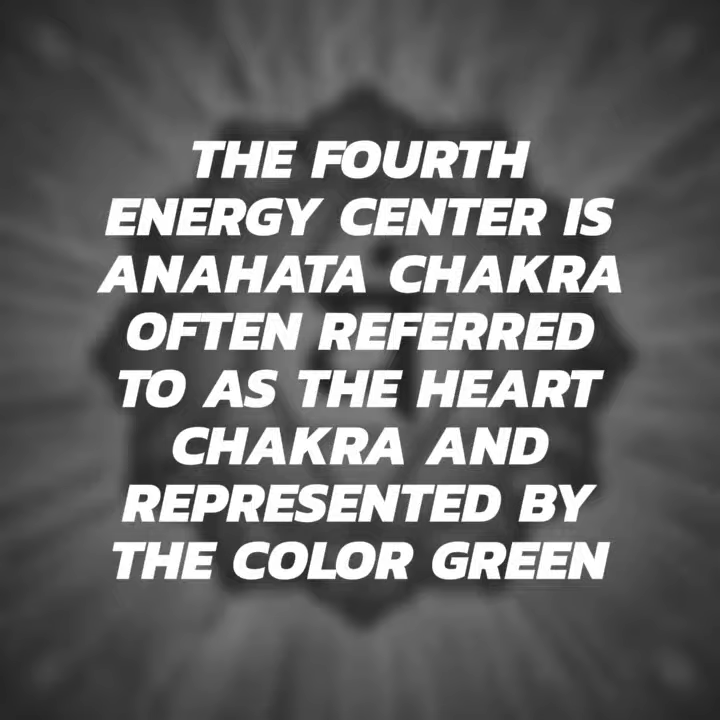 THE FOURTH
ENERGY CENTER IS
ANAHATA CHAKRA
OFTEN REFERRED
TO AS THE HEART
CHAKRA AND
REPRESENTED BY
THE COLOR GREEN